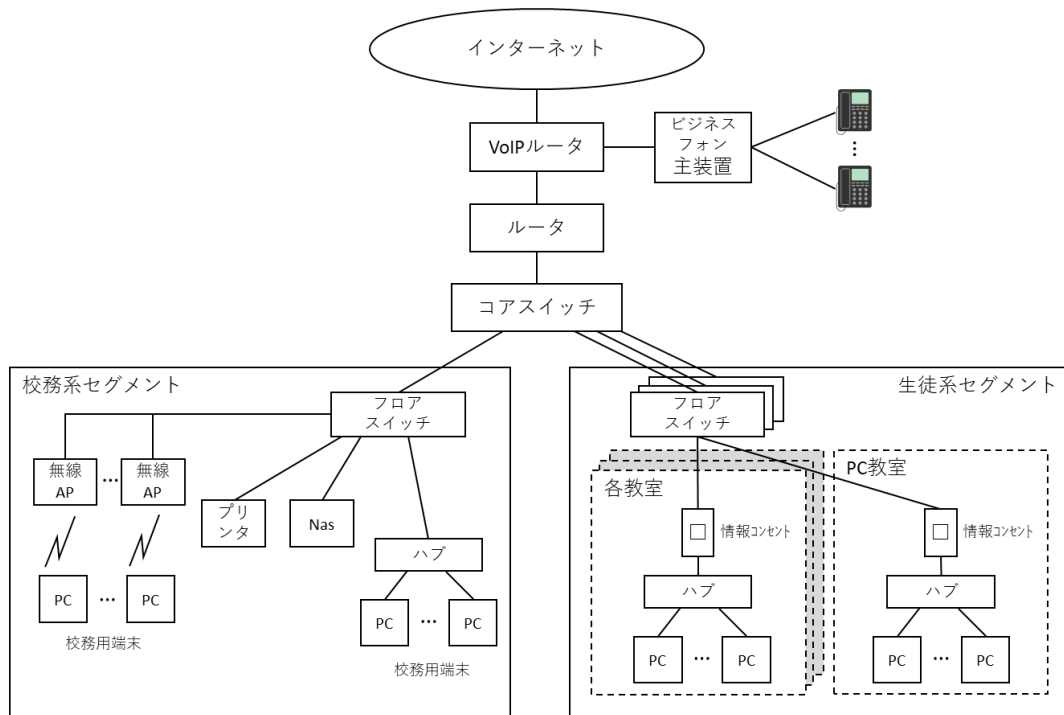 インターネット
VoIPルータ
ビジネス
フォン
主装置
ルータ
コアスイッチ
校務系セグメント
フロア
スイッチ
無線
AP
…
無線
AP
プリ
ンタ
Nas
ハブ
PC
…
PC
校務用端末
PC
…
PC
校務用端末
生徒系セグメント
フロア
スイッチ
各教室
情報コンセント
ハブ
PC
…
PC
PC教室
情報コンセント
ハブ
PC
…
PC